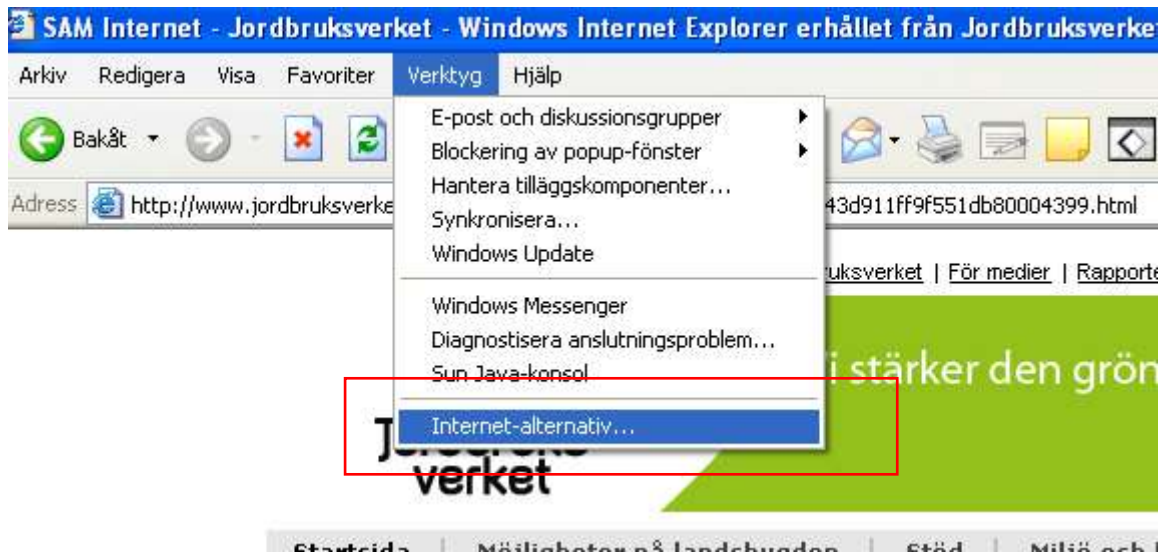 SAM Internet - Jordbruksverket - Windows Internet Explorer erhållet från Jordbruksverke
Arkiv Redigera Visa Favoriter Verktyg Hjälp
E-post och diskussionsgrupper
Blockering av popup-fönster
Hantera tilläggskomponenter...
Synkronisera...
Windows Update
Windows Messenger
Diagnostisera anslutningsproblem...
Sun Java-konsol
Internet-alternativ...
Bakåt
Adress http://www.jordbruksverke 43d911ff9f551db80004399.html
uksverket | För medier | Rapporte
i stärker den grön
verket
Startsida | Möjligheter på landsbygden | Stöd | Miljö och